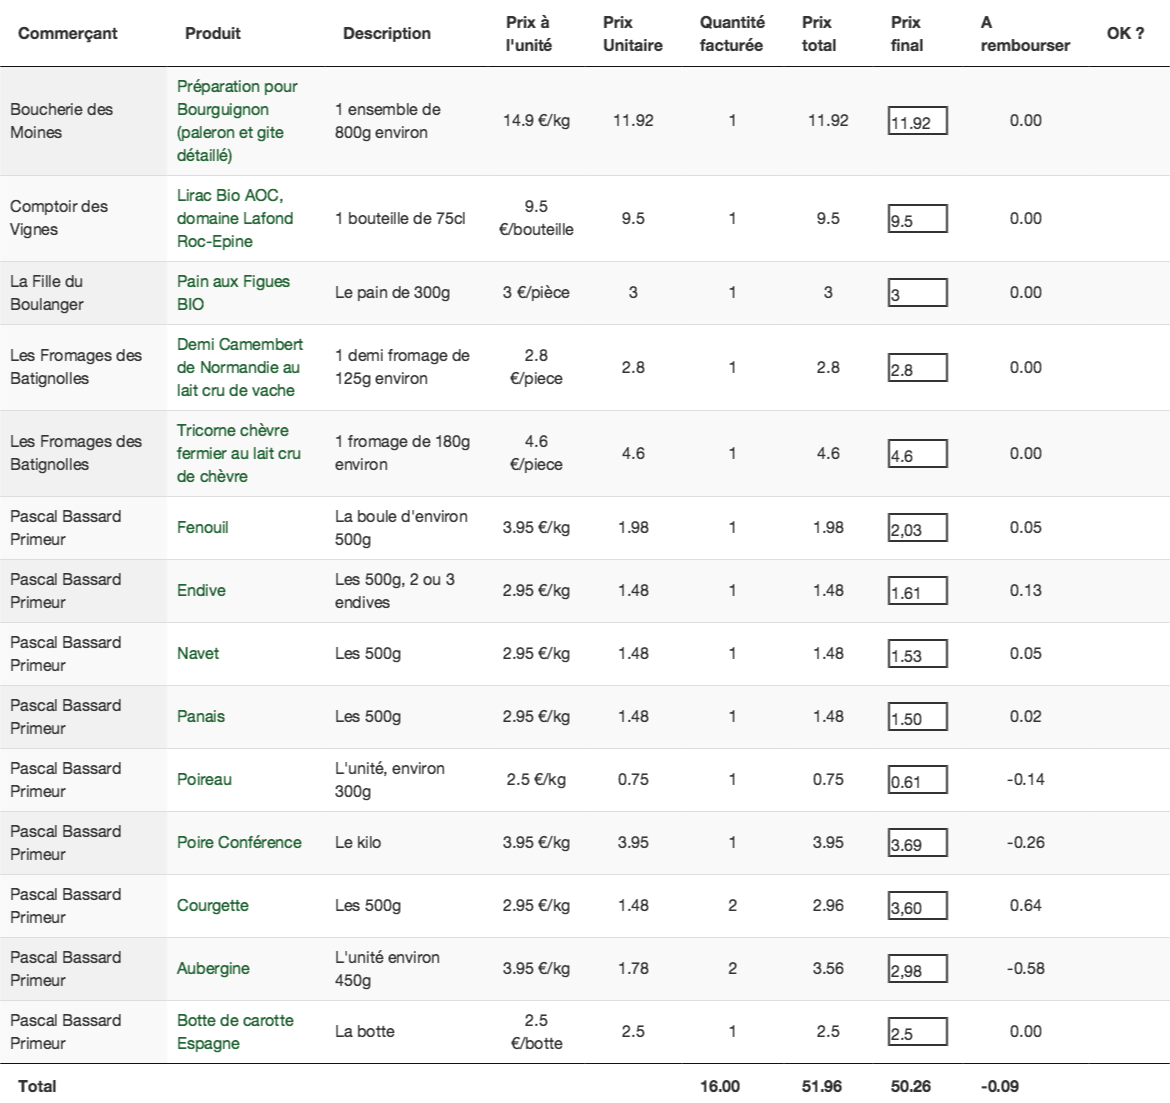 Commerçant Produit Description Prix à l'unité Prix Unitaire Quantité facturée Prix total Prix final A rembourser OK ?
Boucherie des Moines Préparation pour Bourguignon (paleron et gite détaillé) 1 ensemble de 800g environ 14.9 €/kg 11.92 1 11.92 11.92 0.00
Comptoir des Vignes Lirac Bio AOC, domaine Lafond Roc-Epine 1 bouteille de 75cl 9.5 €/bouteille 9.5 1 9.5 9.5 0.00
La Fille du Boulanger Pain aux Figues BIO Le pain de 300g 3 €/pièce 3 1 3 3 0.00
Les Fromages des Batignolles Demi Camembert de Normandie au lait cru de vache 1 demi fromage de 125g environ 2.8 €/piece 2.8 1 2.8 2.8 0.00
Les Fromages des Batignolles Tricorne chèvre fermier au lait cru de chèvre 1 fromage de 180g environ 4.6 €/piece 4.6 1 4.6 4.6 0.00
Pascal Bassard Primeur Fenouil La boule d'environ 500g 3.95 €/kg 1.98 1 1.98 2,03 0.05
Pascal Bassard Primeur Endive Les 500g, 2 ou 3 endives 2.95 €/kg 1.48 1 1.48 1.61 0.13
Pascal Bassard Primeur Navet Les 500g 2.95 €/kg 1.48 1 1.48 1.53 0.05
Pascal Bassard Primeur Panais Les 500g 2.95 €/kg 1.48 1 1.48 1.50 0.02
Pascal Bassard Primeur Poireau L'unité, environ 300g 2.5 €/kg 0.75 1 0.75 0.61 -0.14
Pascal Bassard Primeur Poire Conférence Le kilo 3.95 €/kg 3.95 1 3.95 3.69 -0.26
Pascal Bassard Primeur Courgette Les 500g 2.95 €/kg 1.48 2 2.96 3,60 0.64
Pascal Bassard Primeur Aubergine L'unité environ 450g 3.95 €/kg 1.78 2 3.56 2,98 -0.58
Pascal Bassard Primeur Botte de carotte Espagne La botte 2.5 €/botte 2.5 1 2.5 2.5 0.00
Total 16.00 51.96 50.26 -0.09